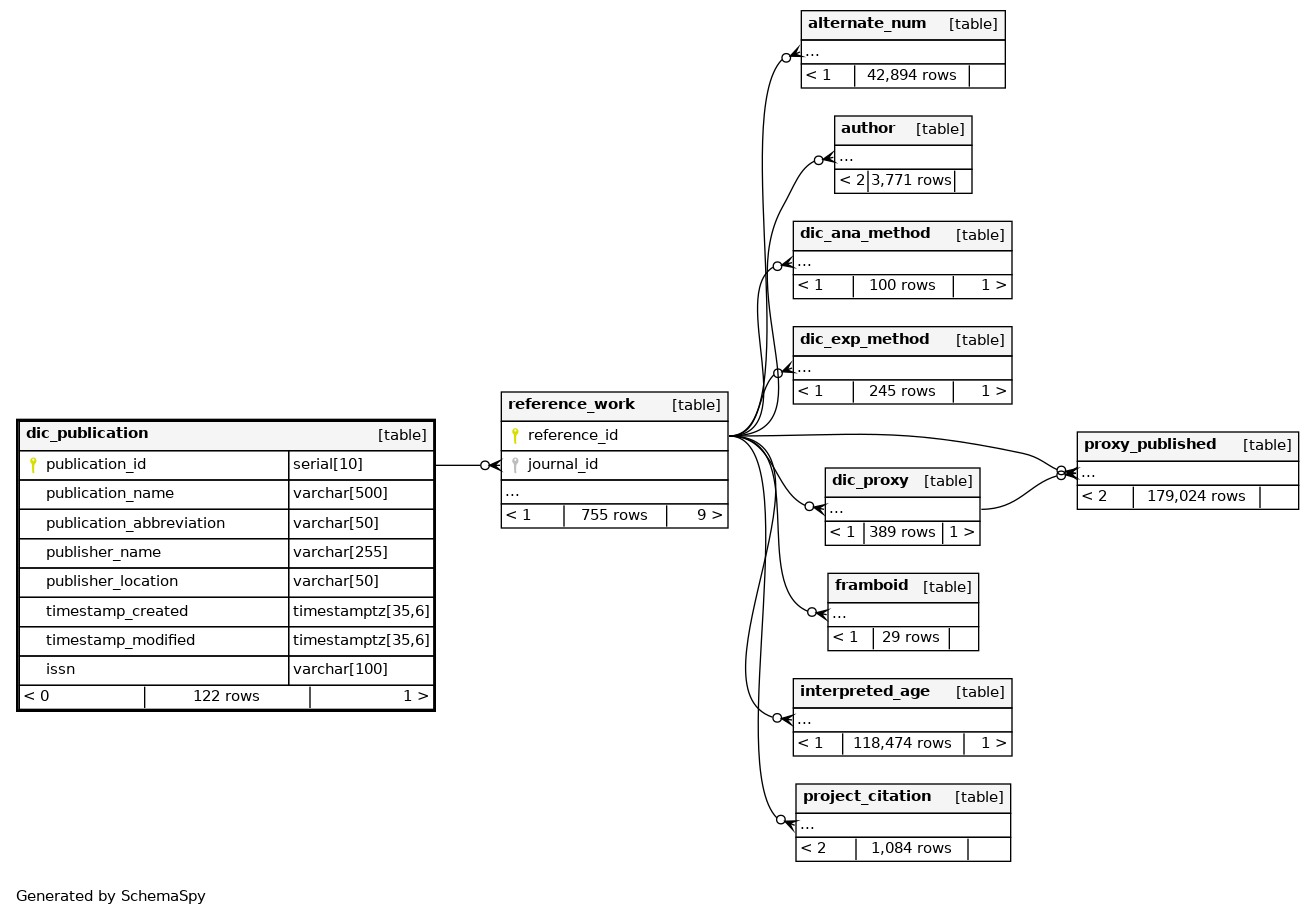 alternate_num [table]
...
< 1 42,894 rows
author [table]
...
< 2 3,771 rows
dic_ana_method [table]
...
< 1 100 rows 1 >
dic_exp_method [table]
...
< 1 245 rows 1 >
dic_publication [table]
publication_id serial[10]
publication_name varchar[500]
publication_abbreviation varchar[50]
publisher_name varchar[255]
publisher_location varchar[50]
timestamp_created timestamptz[35,6]
timestamp_modified timestamptz[35,6]
issn varchar[100]
< 0 122 rows 1 >
reference_work [table]
reference_id
journal_id
...
< 1 755 rows 9 >
proxy_published [table]
...
< 2 179,024 rows
dic_proxy [table]
...
< 1 389 rows 1 >
framboid [table]
...
< 1 29 rows
interpreted_age [table]
...
< 1 118,474 rows 1 >
project_citation [table]
...
< 2 1,084 rows
Generated by SchemaSpy